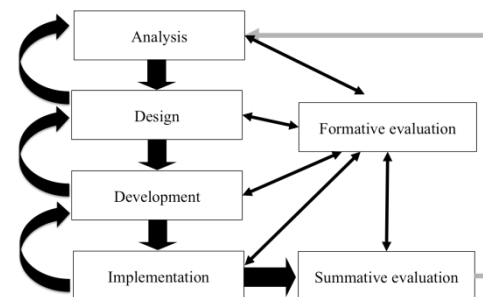 Analysis
Design
Formative evaluation
Development
Implementation
Summative evaluation